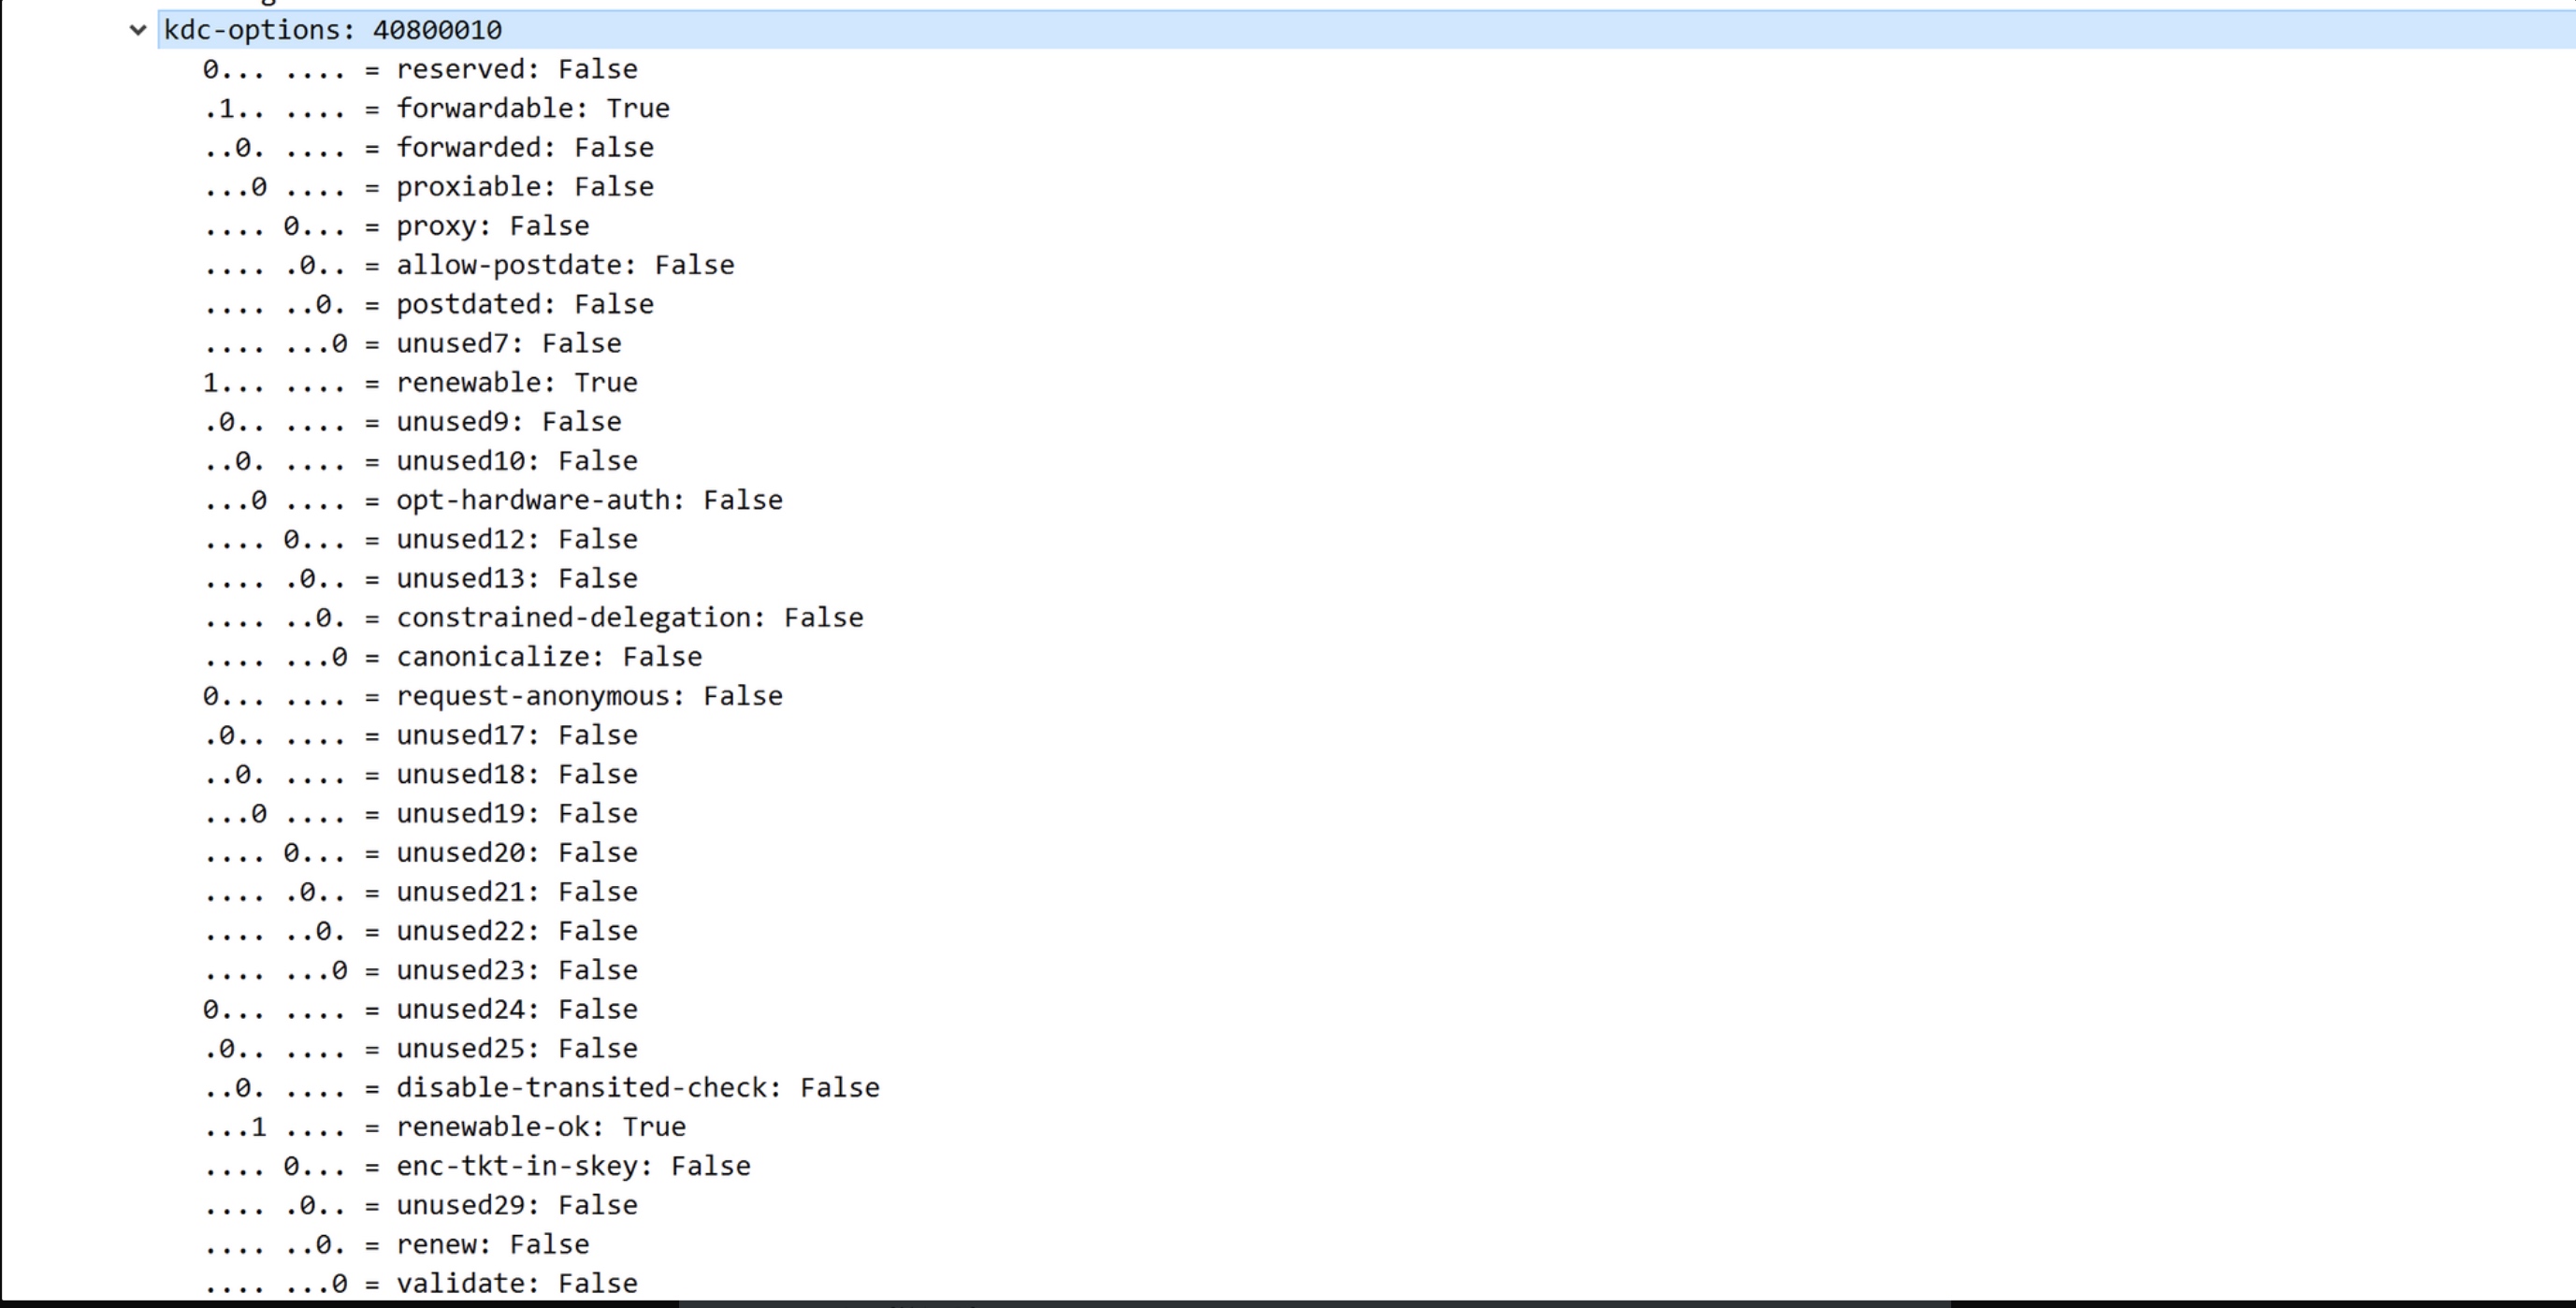 kdc-options: 40800010
0... .... = reserved: False
.1.. .... = forwardable: True
..0. .... = forwarded: False
...0 .... = proxiable: False
.... 0... = proxy: False
.... .0.. = allow-postdate: False
.... ..0. = postdated: False
.... ...0 = unused7: False
1... .... = renewable: True
.0.. .... = unused9: False
..0. .... = unused10: False
...0 .... = opt-hardware-auth: False
.... 0... = unused12: False
.... .0.. = unused13: False
.... ..0. = constrained-delegation: False
.... ...0 = canonicalize: False
0... .... = request-anonymous: False
.0.. .... = unused17: False
..0. .... = unused18: False
...0 .... = unused19: False
.... 0... = unused20: False
.... .0.. = unused21: False
.... ..0. = unused22: False
.... ...0 = unused23: False
0... .... = unused24: False
.0.. .... = unused25: False
..0. .... = disable-transited-check: False
...1 .... = renewable-ok: True
.... 0... = enc-tkt-in-skey: False
.... .0.. = unused29: False
.... ..0. = renew: False
.... ...0 = validate: False